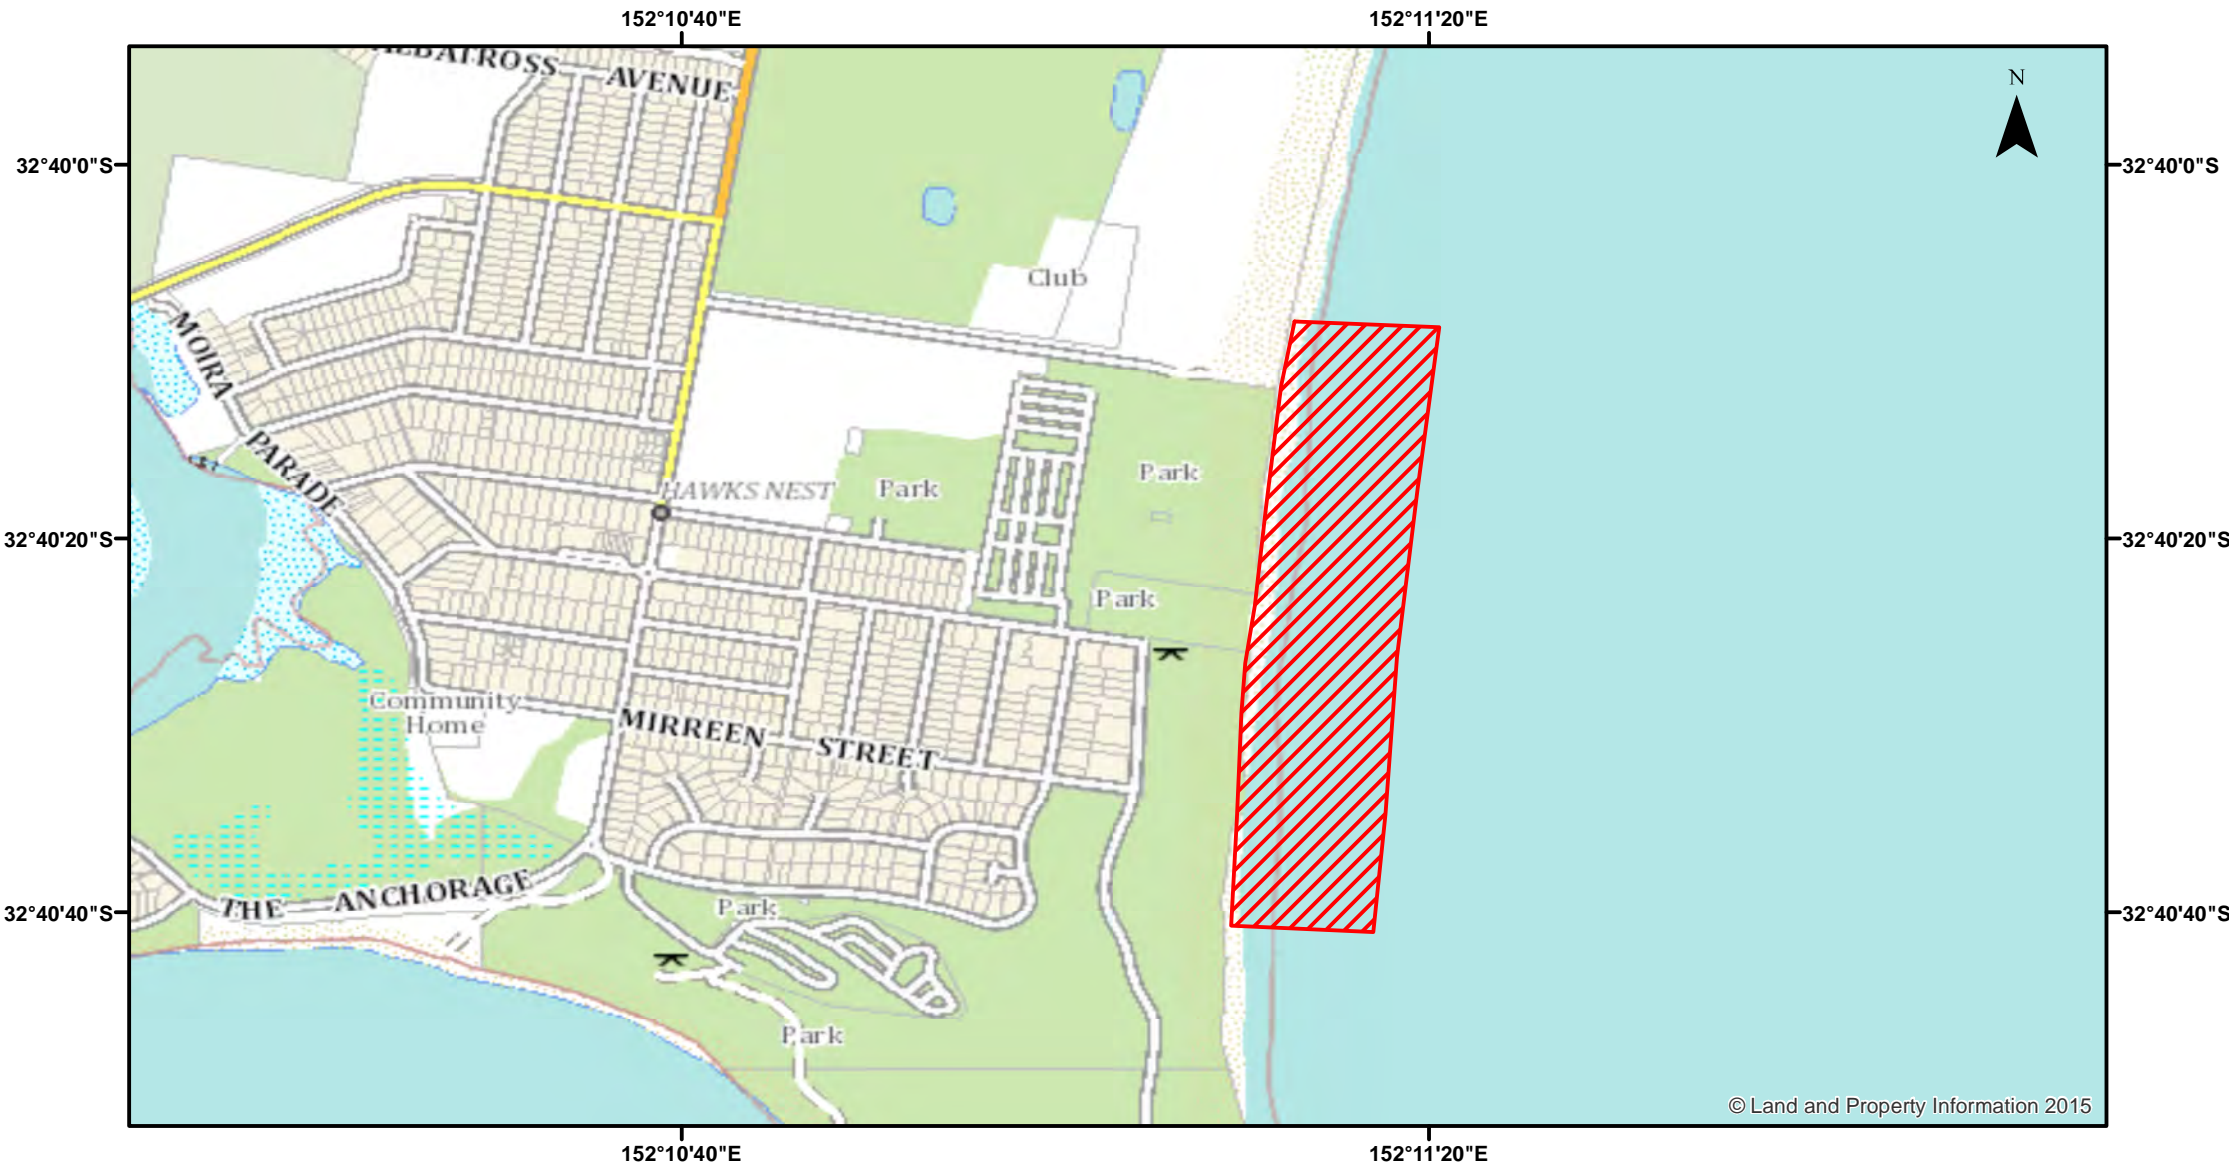 152°10'40"E
152°11'20"E
ALBATROSS AVENUE
N
32°40'0"S
32°40'0"S
Club
MOIRA PARADE
Park
HAWKS NEST
Park
32°40'20"S
32°40'20"S
Park
Community
Home
MIRREEN STREET
THE ANCHORAGE
Park
32°40'40"S
32°40'40"S
Park
© Land and Property Information 2015
152°10'40"E
152°11'20"E